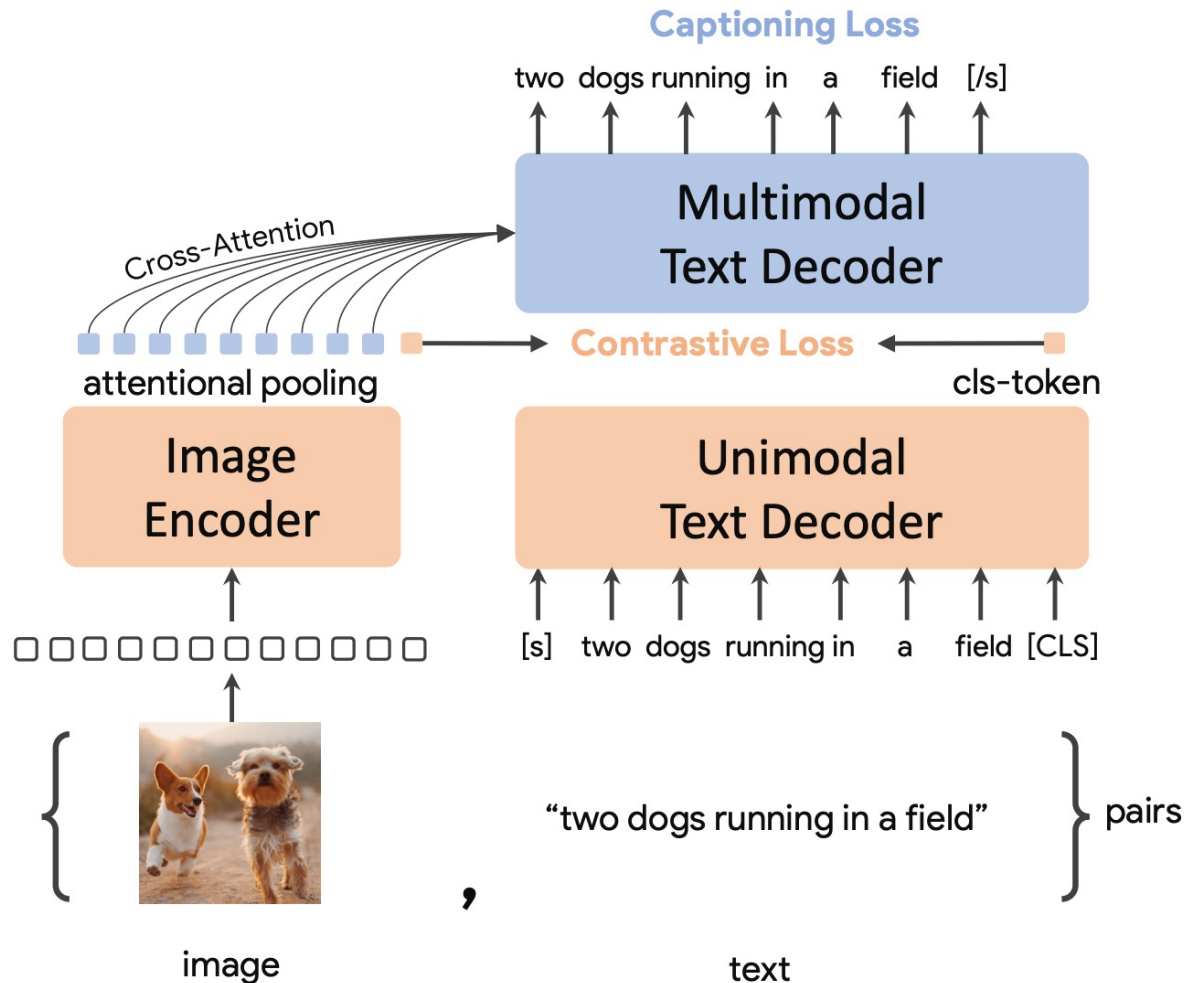 Captioning Loss
two dogs running in a field [/s]
Multimodal
Text Decoder
Cross-Attention
Contrastive Loss
attentional pooling
cls-token
Image
Encoder
Unimodal
Text Decoder
[s] two dogs running in a field [CLS]
“two dogs running in a field”
pairs
,
image
text